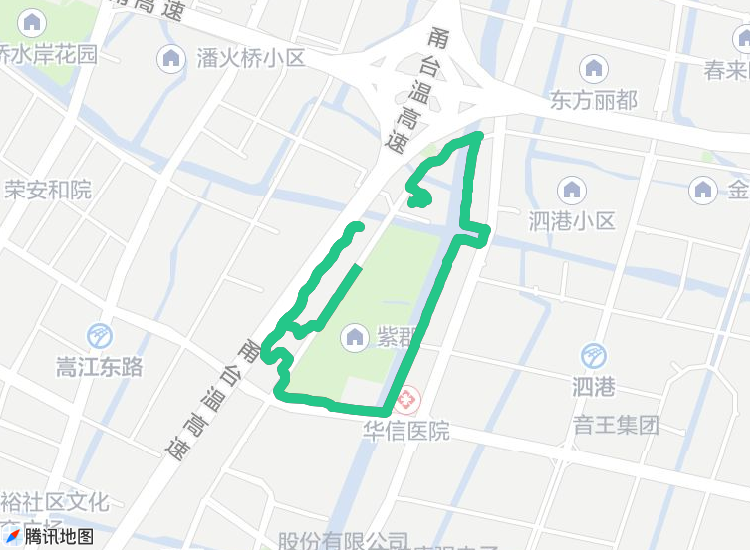 甬高速
桥水岸花园
潘火桥小区
甬台温高速
春来
东方丽都
荣安和院
泗港小区
金
紫郡
嵩江东路
甬台温高速
泗港
音王集团
华信医院
裕社区文化
腾讯地图
股份有限公司